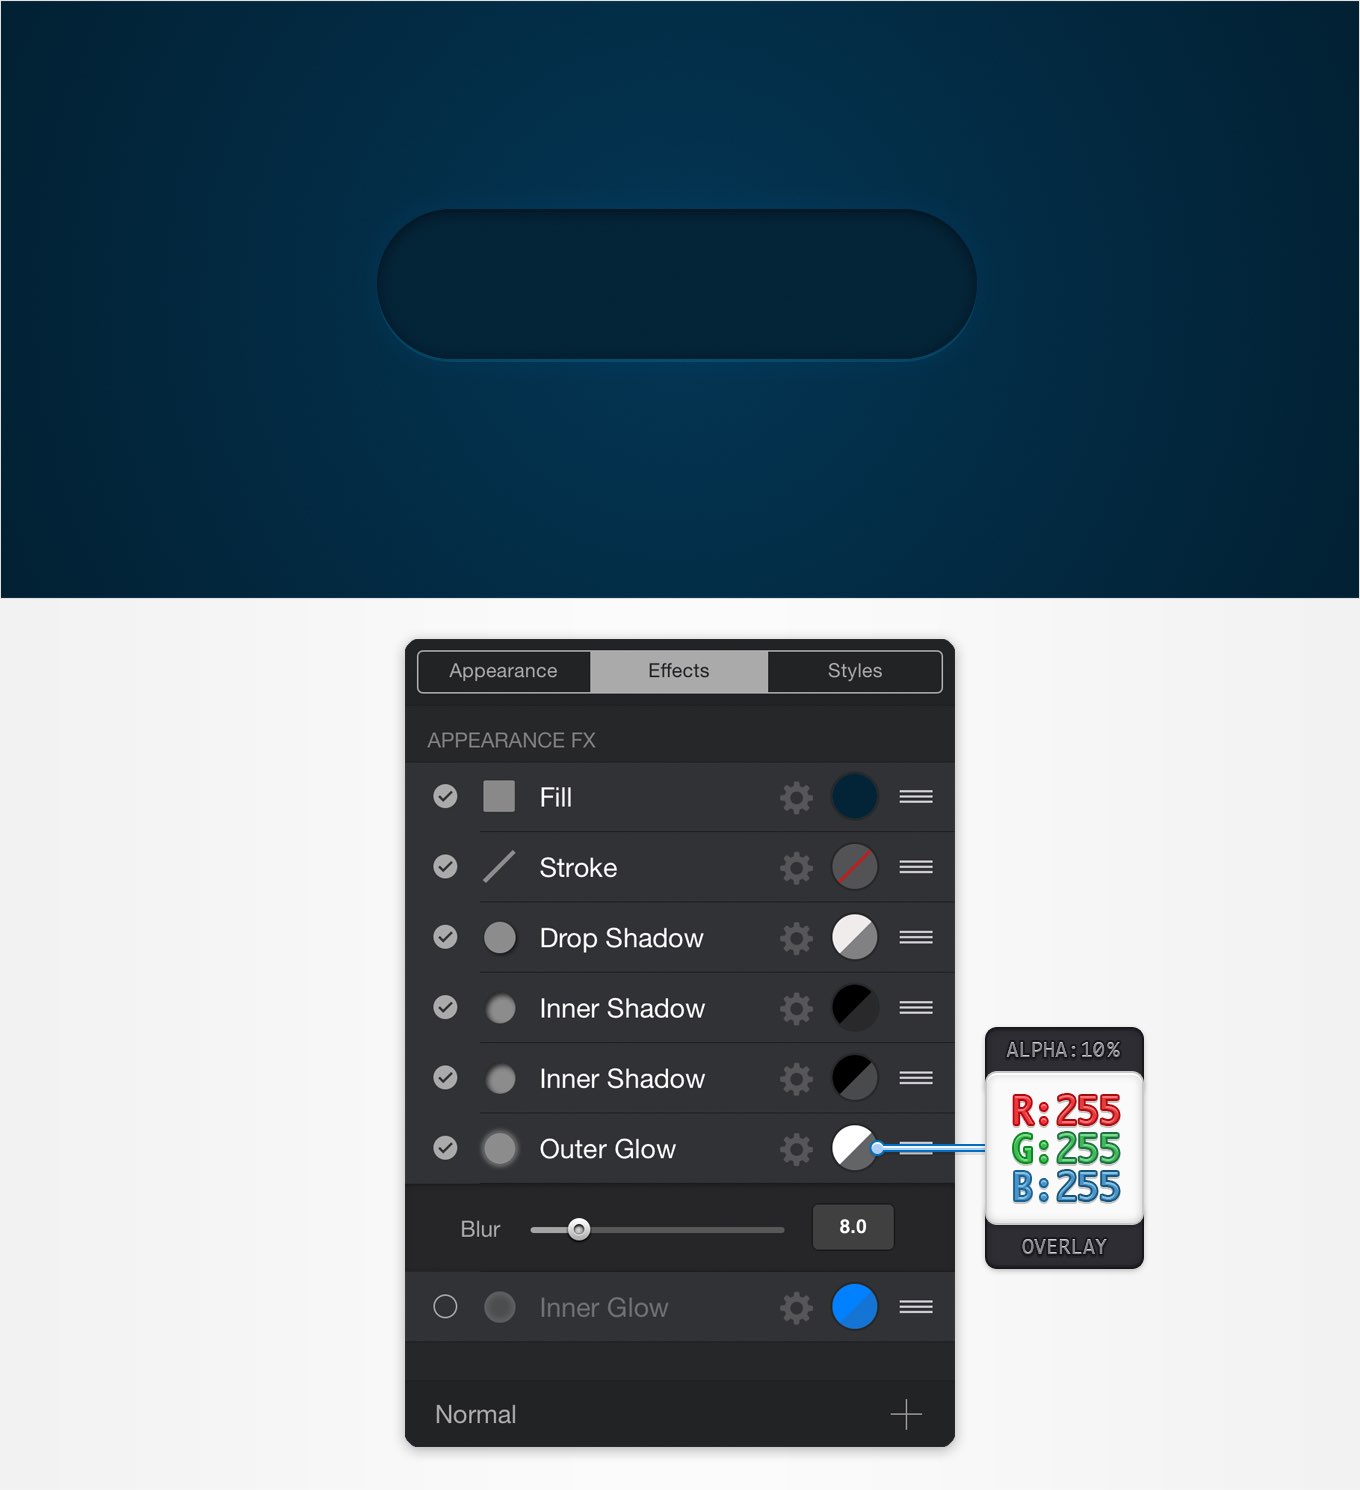 Appearance Effects Styles
APPEARANCE FX
Fill
Stroke
Drop Shadow
Inner Shadow
Inner Shadow
Outer Glow
Blur 8.0
Inner Glow
Normal
ALPHA:10%
R:255
G:255
B:255
OVERLAY